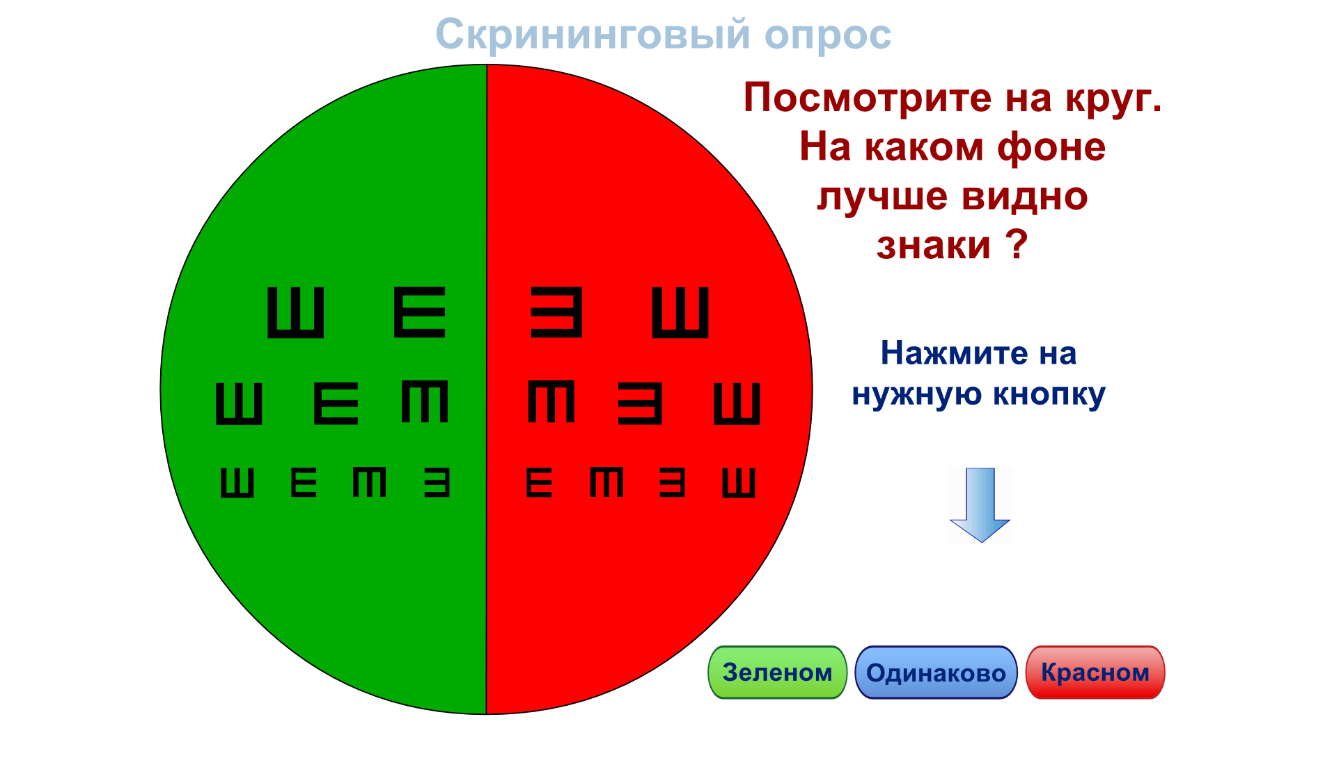 Скрининговый опрос
Посмотрите на круг.
На каком фоне
лучше видно
знаки ?
Ш Е Э Ш
Ш Е m m Э Ш
Ш Е m Э Е m Э Ш
Нажмите на
нужную кнопку
Зеленом Одинаково Красном